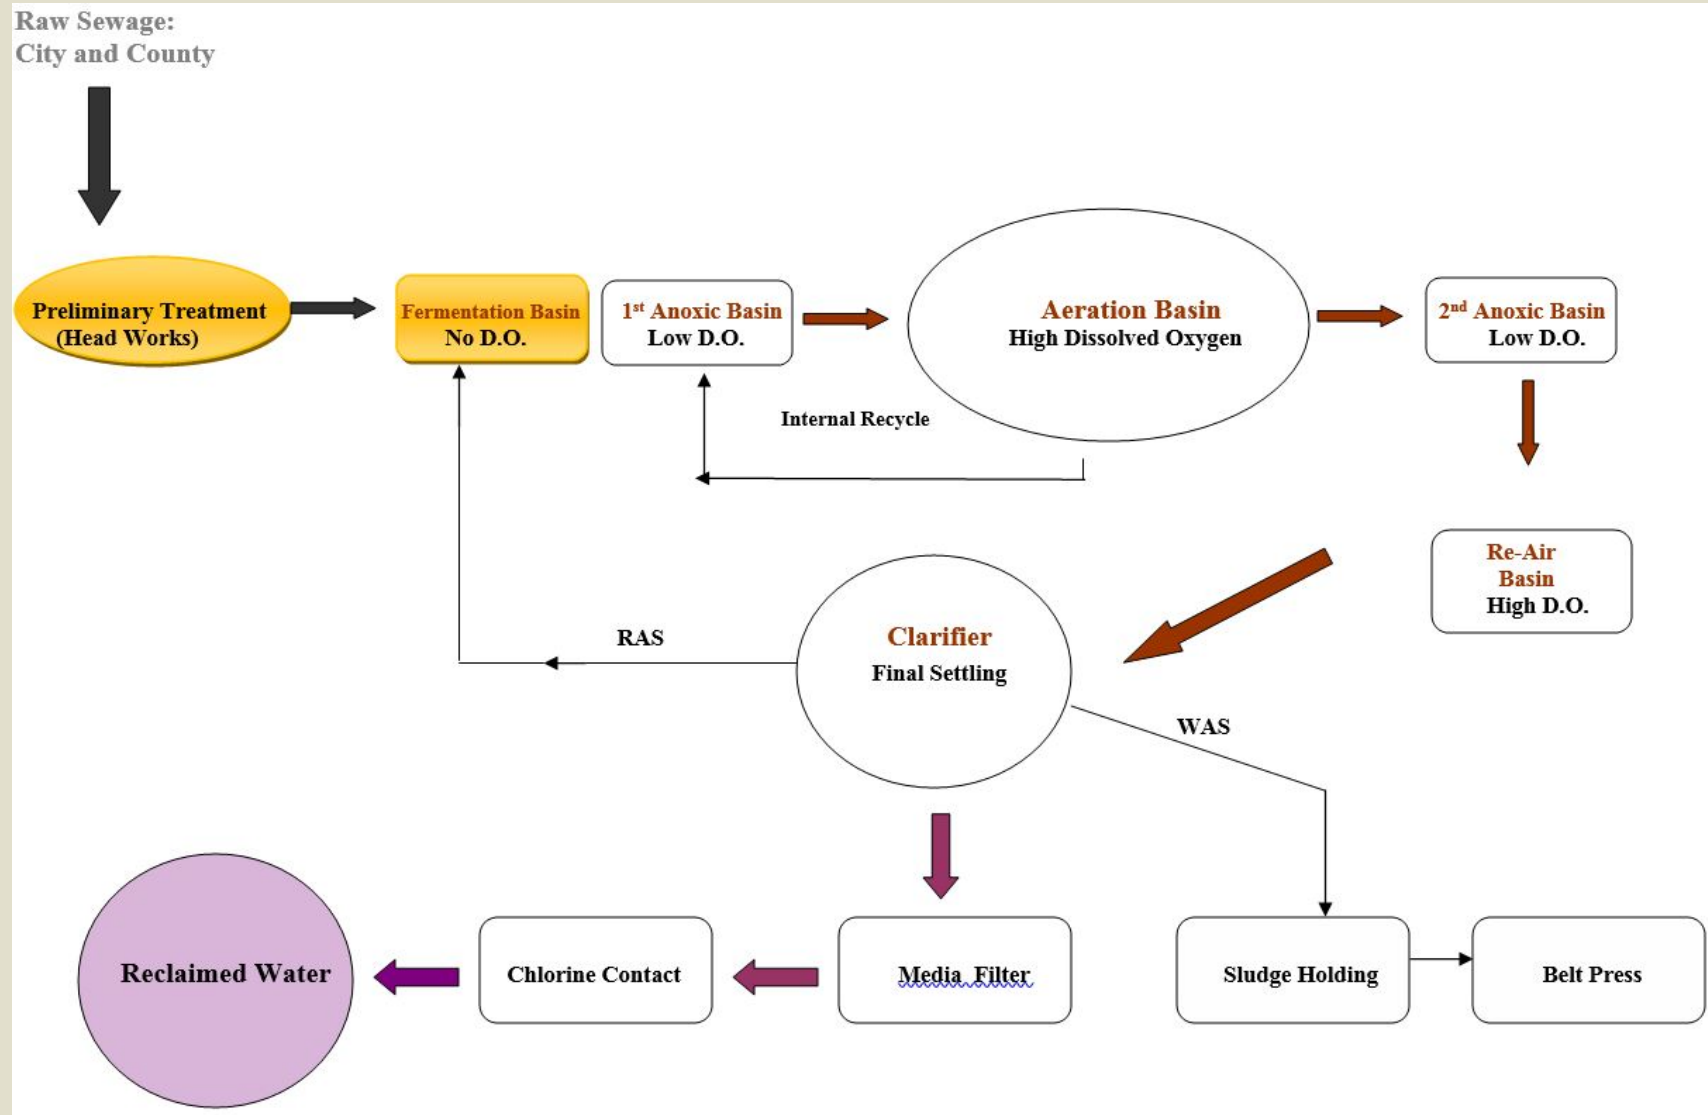 Raw Sewage:
City and County
Preliminary Treatment
(Head Works)
Fermentation Basin
No D.O.
1st Anoxic Basin
Low D.O.
Aeration Basin
High Dissolved Oxygen
2nd Anoxic Basin
Low D.O.
Internal Recycle
Re-Air
Basin
High D.O.
Clarifier
Final Settling
RAS
WAS
Reclaimed Water
Chlorine Contact
Media Filter
Sludge Holding
Belt Press